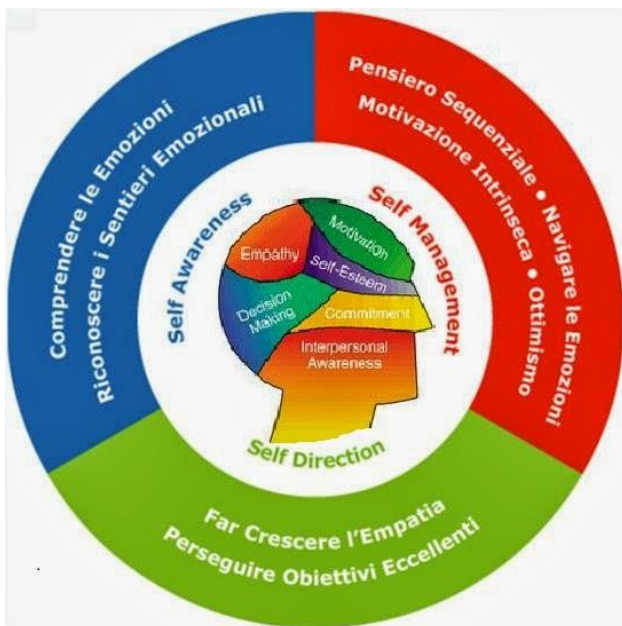 Comprendere le Emozioni
Riconoscere i Sentieri Emozionali
Pensiero Sequenziale • Navigare le Emozioni
Motivazione Intrinseca • Ottimismo
Self Awareness
Self Management
Motivation
Empathy
Self-Esteem
Decision
Making
Commitment
Interpersonal
Awareness
Self Direction
Far Crescere l'Empatia
Perseguire Obiettivi Eccellenti